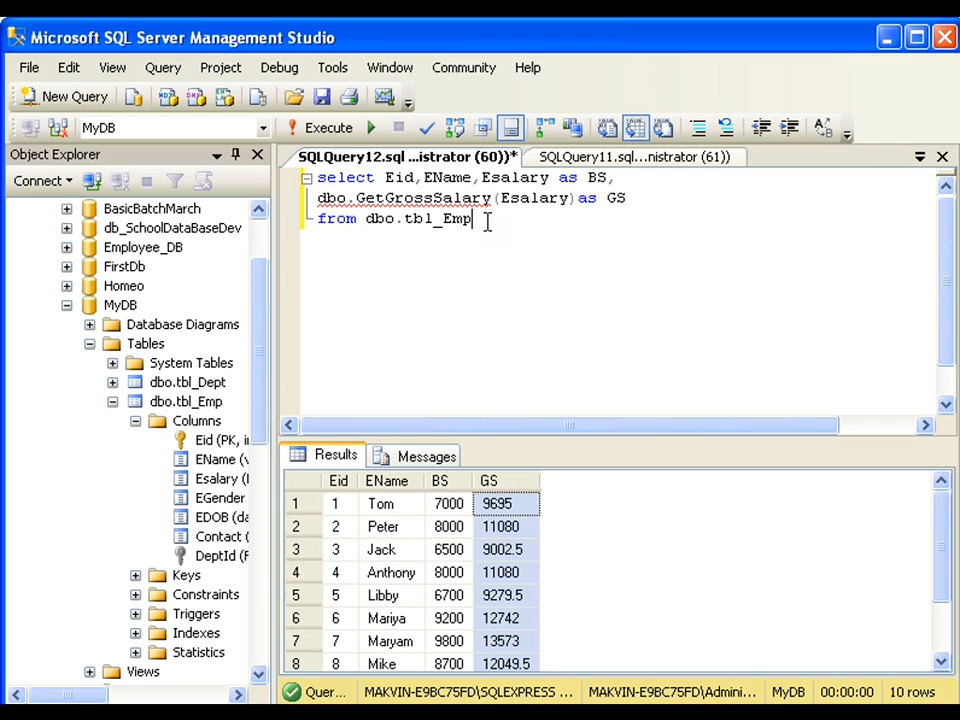 Microsoft SQL Server Management Studio
File Edit View Query Project Debug Tools Window Community Help
New Query
MyDB
Execute
Object Explorer
SQLQuery12.sql ...istrator (60))*
SQLQuery11.sql...nistrator (61))
Connect
BasicBatchMarch
db_SchoolDataBaseDev
Employee_DB
FirstDb
Homeo
MyDB
Database Diagrams
Tables
System Tables
dbo.tbl_Dept
dbo.tbl_Emp
Columns
Eid (PK, i
EName (v
Esalary (
EGender
EDOB (da
Contact (
DeptId (F
Keys
Constraints
Triggers
Indexes
Statistics
Views
select Eid,EName,Esalary as BS,
dbo.GetGrossSalary(Esalary)as GS
from dbo.tbl_Emp
Results
Messages
Eid EName BS GS
1 1 Tom 7000 9695
2 2 Peter 8000 11080
3 3 Jack 6500 9002.5
4 4 Anthony 8000 11080
5 5 Libby 6700 9279.5
6 6 Mariya 9200 12742
7 7 Maryam 9800 13573
8 8 Mike 8700 12049.5
Quer... MAKVIN-E9BC75FD\SQLEXPRESS ... MAKVIN-E9BC75FD\Admini... MyDB 00:00:00 10 rows